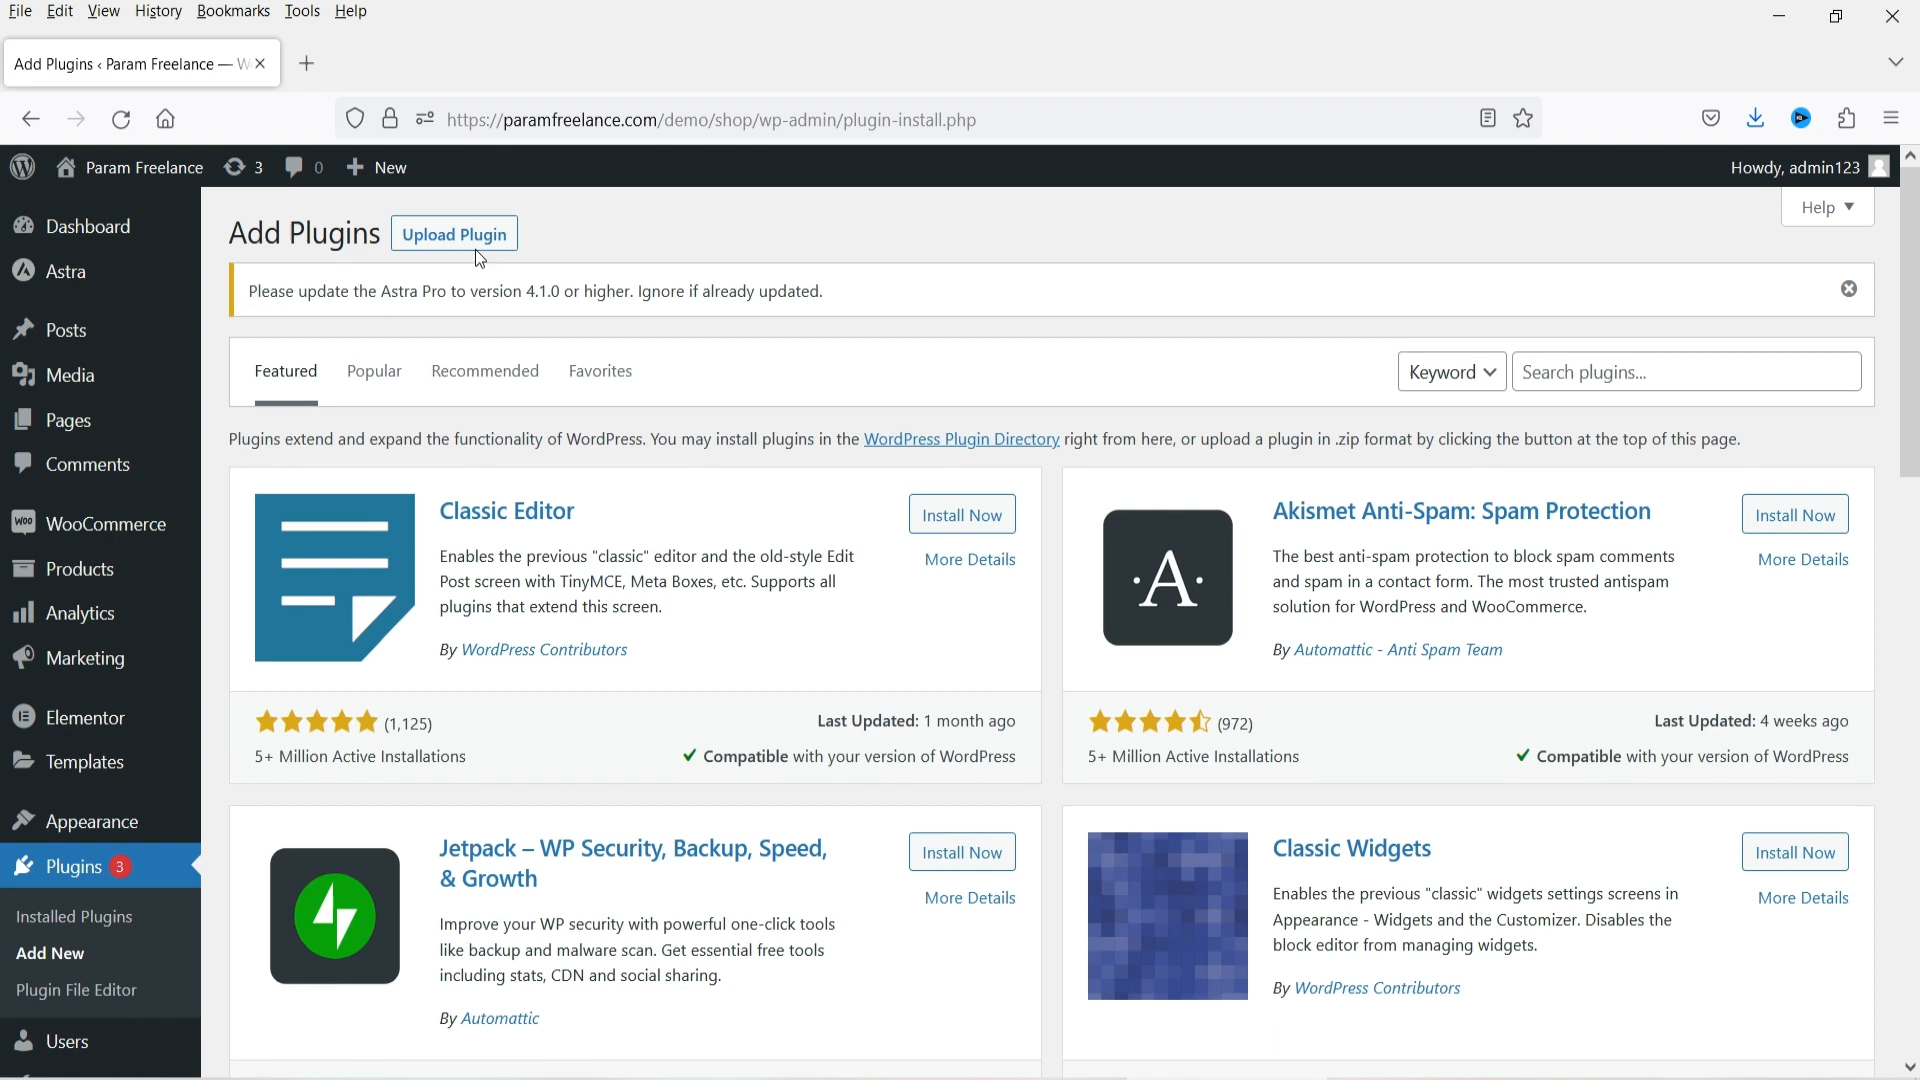 File Edit View History Bookmarks Tools Help
Add Plugins ‹ Param Freelance — W
https://paramfreelance.com/demo/shop/wp-admin/plugin-install.php
Param Freelance 3 0 + New
Howdy, admin123
Help
Dashboard
Astra
Posts
Media
Pages
Comments
Woo WooCommerce
Products
Analytics
Marketing
Elementor
Templates
Appearance
Plugins 3
Installed Plugins
Add New
Plugin File Editor
Users
Add Plugins Upload Plugin
Please update the Astra Pro to version 4.1.0 or higher. Ignore if already updated.
Featured Popular Recommended Favorites
Keyword Search plugins...
Plugins extend and expand the functionality of WordPress. You may install plugins in the WordPress Plugin Directory right from here, or upload a plugin in .zip format by clicking the button at the top of this page.
Classic Editor
Install Now
More Details
Enables the previous "classic" editor and the old-style Edit
Post screen with TinyMCE, Meta Boxes, etc. Supports all
plugins that extend this screen.
By WordPress Contributors
(1,125)
Last Updated: 1 month ago
5+ Million Active Installations
Compatible with your version of WordPress
·A·
Akismet Anti-Spam: Spam Protection
Install Now
More Details
The best anti-spam protection to block spam comments
and spam in a contact form. The most trusted antispam
solution for WordPress and WooCommerce.
By Automattic - Anti Spam Team
(972)
Last Updated: 4 weeks ago
5+ Million Active Installations
Compatible with your version of WordPress
Jetpack – WP Security, Backup, Speed,
& Growth
Install Now
More Details
Improve your WP security with powerful one-click tools
like backup and malware scan. Get essential free tools
including stats, CDN and social sharing.
By Automattic
Classic Widgets
Install Now
More Details
Enables the previous "classic" widgets settings screens in
Appearance - Widgets and the Customizer. Disables the
block editor from managing widgets.
By WordPress Contributors